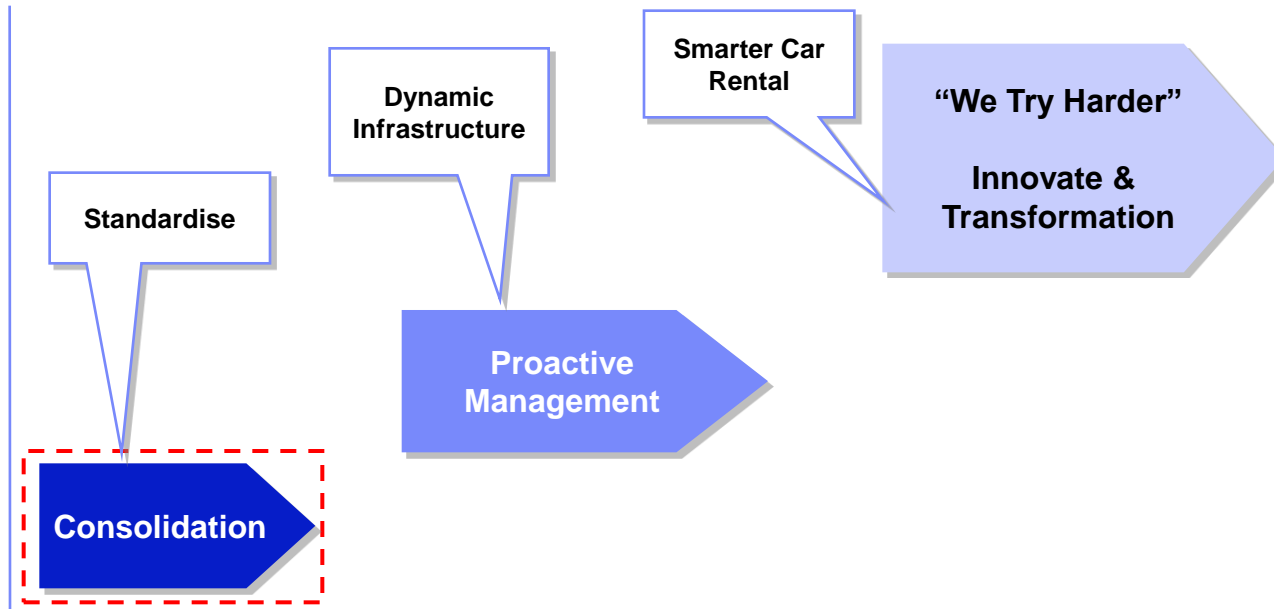 Smarter Car
Rental
“We Try Harder”
Innovate &
Transformation
Dynamic
Infrastructure
Standardise
Proactive
Management
Consolidation